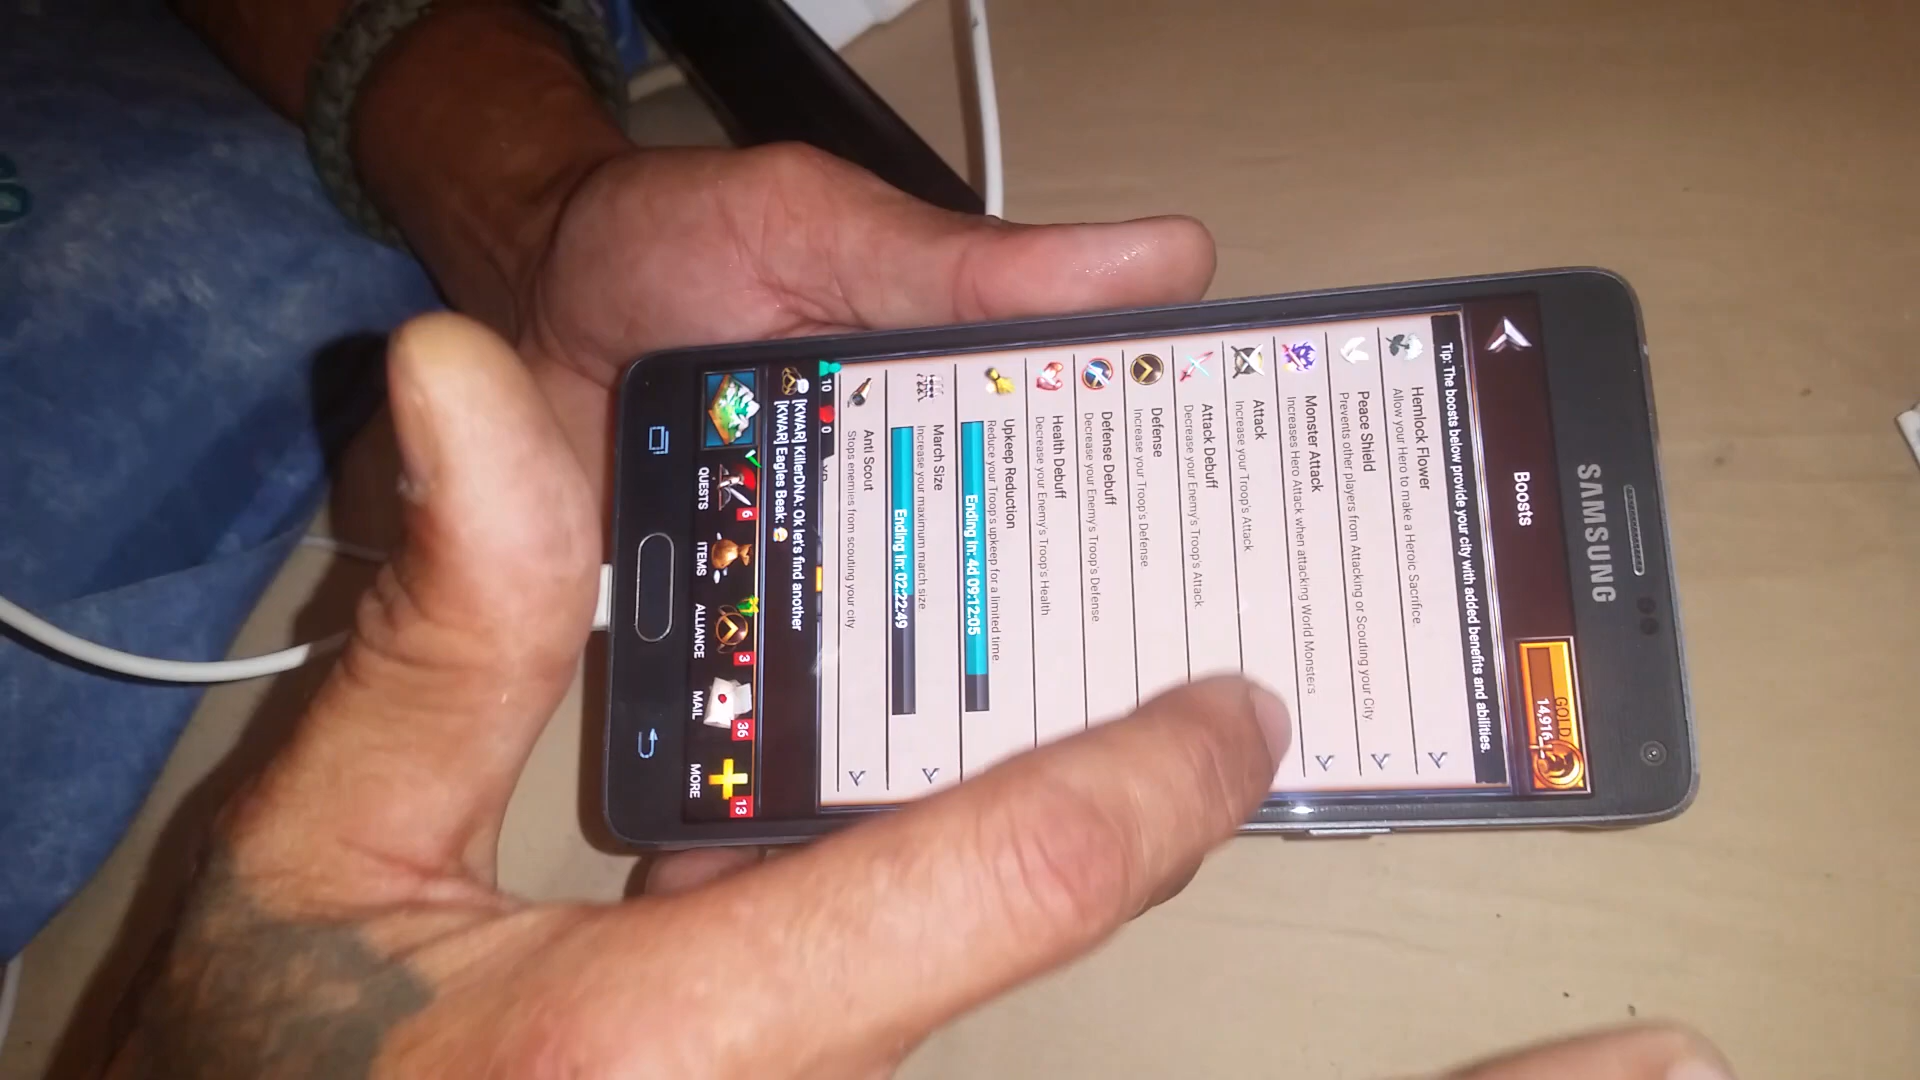 SAMSUNG
Boosts
GOLD
Tip: The boosts below provide your city with added benefits and abilities.
Hemlock Flower
Allow your Hero to make a Heroic Sacrifice.
Peace Shield
Prevents other players from Attacking or Scouting your City.
Monster Attack
Increases Hero Attack when attacking World Monsters
Attack
Increase your Troop's Attack
Attack Debuff
Decrease your Enemy's Troop's Attack.
Defense
Increase your Troop's Defense
Defense Debuff
Decrease your Enemy's Troop's Defense
Health Debuff
Decrease your Enemy's Troop's Health
Upkeep Reduction
Reduce your Troop's upkeep for a limited time
Ending in: 4d 09:12:05
March Size
Increase your maximum march size
Ending in: 02:22:49
Anti Scout
Stops enemies from scouting your city
10 0
[KWAR] KillerDNA: Ok let's find another
[KWAR] Eagles Beak:
6 3 36 13
QUESTS ITEMS ALLIANCE MAIL MORE